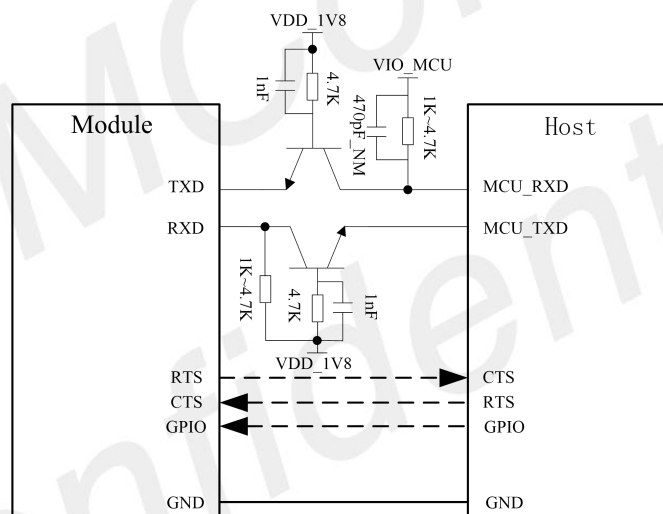 VDD_1V8
1nF
4.7K
VIO_MCU
470pF_NM
1K~4.7K
Module
Host
TXD
MCU_RXD
RXD
MCU_TXD
1K~4.7K
4.7K
1nF
VDD_1V8
RTS
CTS
CTS
RTS
GPIO
GPIO
GND
GND